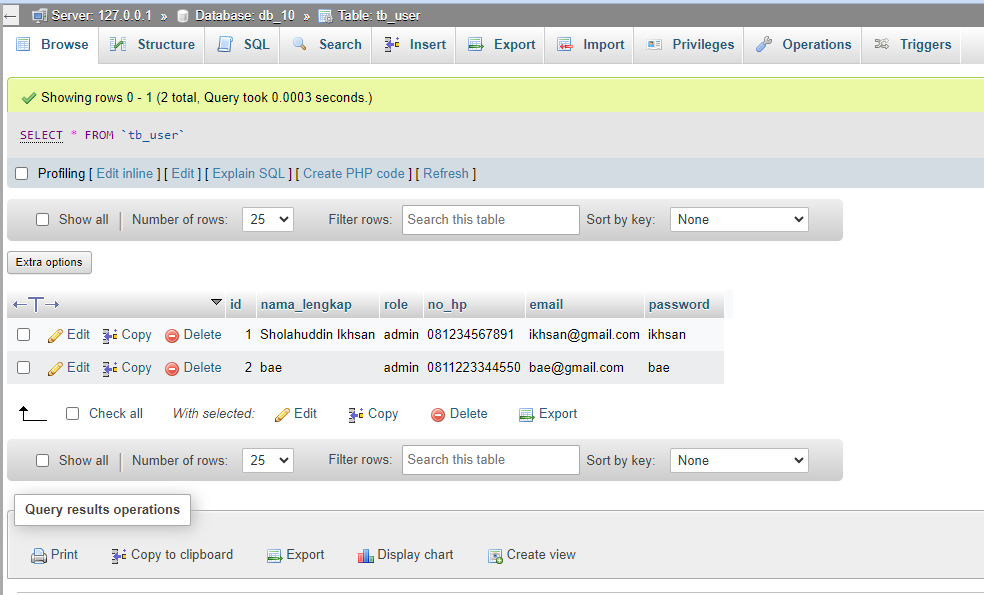 Server: 127.0.0.1 » Database: db_10 » Table: tb_user
Browse Structure SQL Search Insert Export Import Privileges Operations Triggers
Showing rows 0 - 1 (2 total, Query took 0.0003 seconds.)
SELECT * FROM `tb_user`
Profiling [ Edit inline ] [ Edit ] [ Explain SQL ] [ Create PHP code ] [ Refresh ]
Show all | Number of rows: 25 Filter rows: Search this table Sort by key: None
Extra options
←T→ id nama_lengkap role no_hp email password
Edit Copy Delete 1 Sholahuddin Ikhsan admin 081234567891 ikhsan@gmail.com ikhsan
Edit Copy Delete 2 bae admin 0811223344550 bae@gmail.com bae
Check all With selected: Edit Copy Delete Export
Show all | Number of rows: 25 Filter rows: Search this table Sort by key: None
Query results operations
Print Copy to clipboard Export Display chart Create view